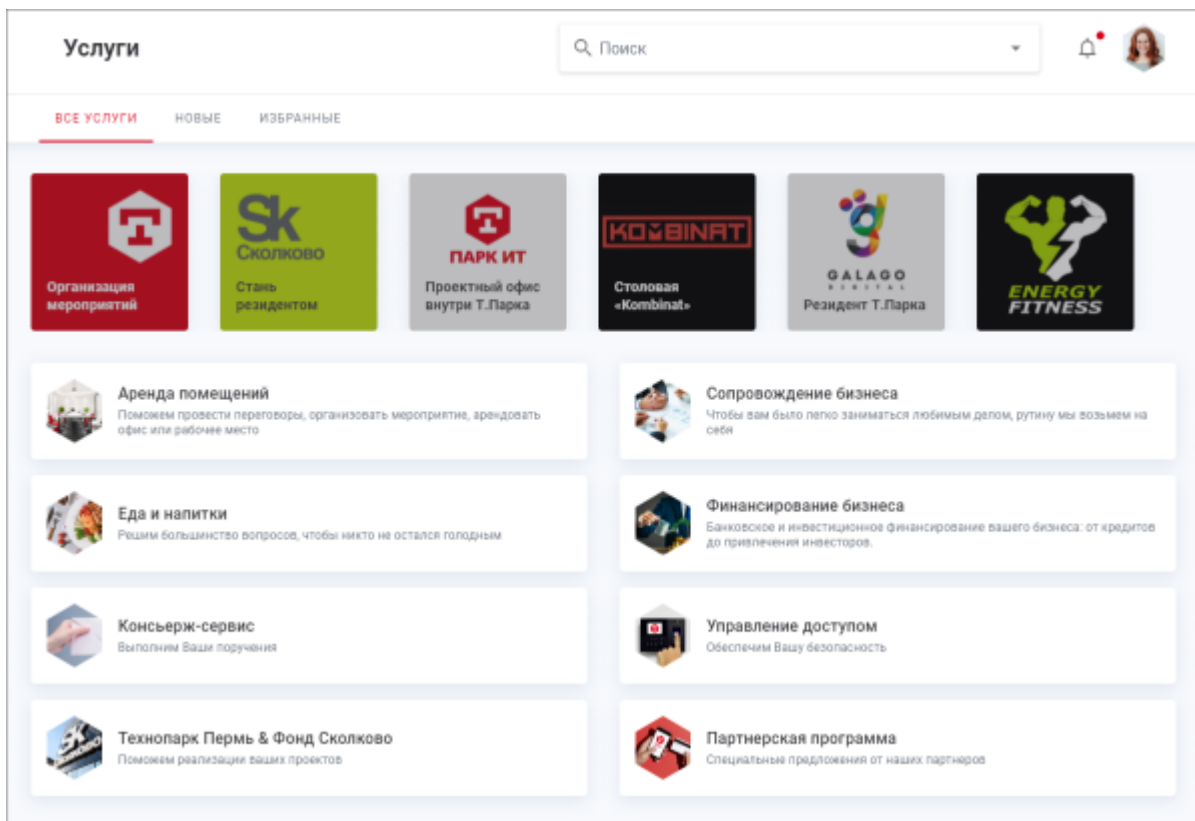 Услуги
Поиск
ВСЕ УСЛУГИ
НОВЫЕ
ИЗБРАННЫЕ
Организация
мероприятий
Sk
Сколково
Стань
резидентом
Т
ПАРК ИТ
Проектный офис
внутри Т.Парка
KOMBINAT
Столовая
«Kombinat»
g
GALAGO
DIGITAL
Резидент Т.Парка
ENERGY
FITNESS
Аренда помещений
Поможем провести переговоры, организовать мероприятие, арендовать
офис или рабочее место
Сопровождение бизнеса
Чтобы вам было легко заниматься любимым делом, рутину мы возьмем на
себя
Еда и напитки
Решим большинство вопросов, чтобы никто не остался голодным
Финансирование бизнеса
Банковское и инвестиционное финансирование вашего бизнеса: от кредитов
до привлечения инвесторов.
Консьерж-сервис
Выполним Ваши поручения
Управление доступом
Обеспечим Вашу безопасность
Технопарк Пермь & Фонд Сколково
Поможем реализации ваших проектов
Партнерская программа
Специальные предложения от наших партнеров